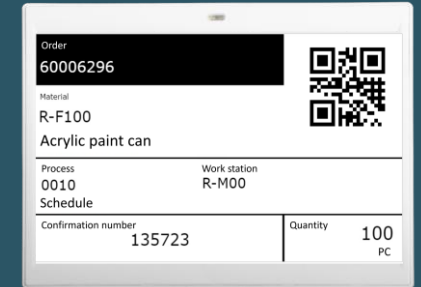 Order
60006296
Material
R-F100
Acrylic paint can
Process
0010
Schedule
Work station
R-M00
Confirmation number
135723
Quantity
100
PC